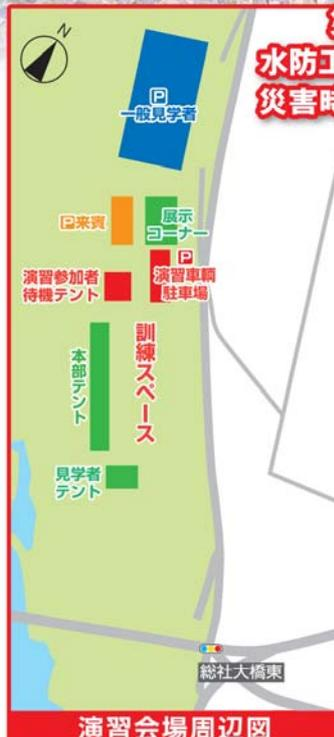 N
水防工
災害時
P
一般見学者
P来賓
展示
コーナー
P
演習車輌
駐車場
演習参加者
待機テント
訓練スペース
本部テント
見学者
テント
総社大橋東
演習会場周辺図